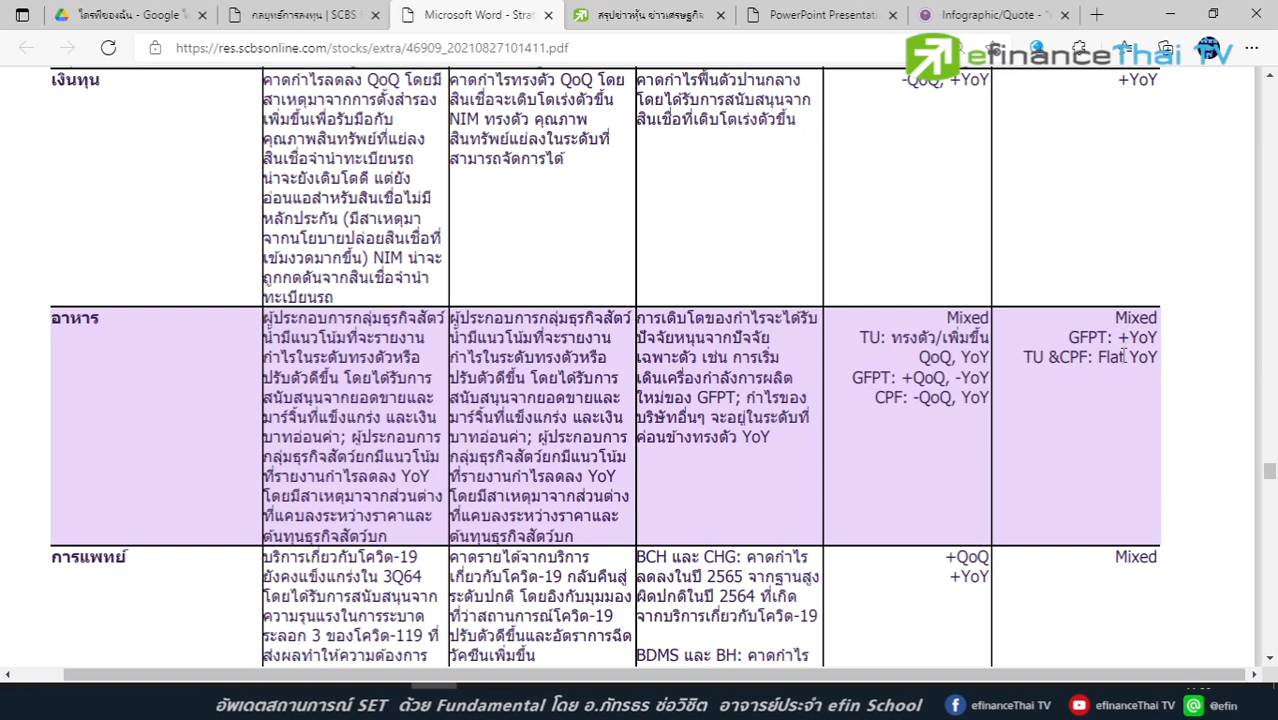 ไดรฟ์ของฉัน - Google ไ
กลยุทธ์การลงทุน | SCBS
Microsoft Word - Strat
สรุปข่าวหุ้น ข่าวเศรษฐกิจ
PowerPoint Presentati
Infographic/Quote - "
https://res.scbsonline.com/stocks/extra/46909_20210827101411.pdf
efinanceThai TV
เงินทุน
คาดกำไรลดลง QoQ โดยมี
สาเหตุมาจากการตั้งสำรอง
เพิ่มขึ้นเพื่อรับมือกับ
คุณภาพสินทรัพย์ที่แย่ลง
สินเชื่อจำนำทะเบียนรถ
น่าจะยังเติบโตดี แต่ยัง
อ่อนแอสำหรับสินเชื่อไม่มี
หลักประกัน (มีสาเหตุมา
จากนโยบายปล่อยสินเชื่อที่
เข้มงวดมากขึ้น) NIM น่าจะ
ถูกกดดันจากสินเชื่อจำนำ
ทะเบียนรถ
คาดกำไรทรงตัว QoQ โดย
สินเชื่อจะเติบโตเร่งตัวขึ้น
NIM ทรงตัว คุณภาพ
สินทรัพย์แย่ลงในระดับที่
สามารถจัดการได้
คาดกำไรฟื้นตัวปานกลาง
โดยได้รับการสนับสนุนจาก
สินเชื่อที่เติบโตเร่งตัวขึ้น
-QoQ, +YoY
+YoY
อาหาร
ผู้ประกอบการกลุ่มธุรกิจสัตว์
น้ำมีแนวโน้มที่จะรายงาน
กำไรในระดับทรงตัวหรือ
ปรับตัวดีขึ้น โดยได้รับการ
สนับสนุนจากยอดขายและ
มาร์จิ้นที่แข็งแกร่ง และเงิน
บาทอ่อนค่า; ผู้ประกอบการ
กลุ่มธุรกิจสัตว์บกมีแนวโน้ม
ที่รายงานกำไรลดลง YoY
โดยมีสาเหตุมาจากส่วนต่าง
ที่แคบลงระหว่างราคาและ
ต้นทุนธุรกิจสัตว์บก
ผู้ประกอบการกลุ่มธุรกิจสัตว์
น้ำมีแนวโน้มที่จะรายงาน
กำไรในระดับทรงตัวหรือ
ปรับตัวดีขึ้น โดยได้รับการ
สนับสนุนจากยอดขายและ
มาร์จิ้นที่แข็งแกร่ง และเงิน
บาทอ่อนค่า; ผู้ประกอบการ
กลุ่มธุรกิจสัตว์บกมีแนวโน้ม
ที่รายงานกำไรลดลง YoY
โดยมีสาเหตุมาจากส่วนต่าง
ที่แคบลงระหว่างราคาและ
ต้นทุนธุรกิจสัตว์บก
การเติบโตของกำไรจะได้รับ
ปัจจัยหนุนจากปัจจัย
เฉพาะตัว เช่น การเริ่ม
เดินเครื่องกำลังการผลิต
ใหม่ของ GFPT; กำไรของ
บริษัทอื่นๆ จะอยู่ในระดับที่
ค่อนข้างทรงตัว YoY
Mixed
TU: ทรงตัว/เพิ่มขึ้น
QoQ, YoY
GFPT: +QoQ, -YoY
CPF: -QoQ, YoY
Mixed
GFPT: +YoY
TU &CPF: Flat YoY
การแพทย์
บริการเกี่ยวกับโควิด-19
ยังคงแข็งแกร่งใน 3Q64
โดยได้รับการสนับสนุนจาก
ความรุนแรงในการระบาด
ระลอก 3 ของโควิด-119 ที่
ส่งผลทำให้ความต้องการ
คาดรายได้จากบริการ
เกี่ยวกับโควิด-19 กลับคืนสู่
ระดับปกติ โดยอิงกับมุมมอง
ที่ว่าสถานการณ์โควิด-19
ปรับตัวดีขึ้นและอัตราการฉีด
วัคซีนเพิ่มขึ้น
BCH และ CHG: คาดกำไร
ลดลงในปี 2565 จากฐานสูง
ผิดปกติในปี 2564 ที่เกิด
จากบริการเกี่ยวกับโควิด-19
BDMS และ BH: คาดกำไร
+QoQ
+YoY
Mixed
อัพเดตสถานการณ์ SET ด้วย Fundamental โดย อ.ภัทรธร ช่อวิชิต อาจารย์ประจำ efin School
efinanceThai TV
efinanceThai TV
@efin